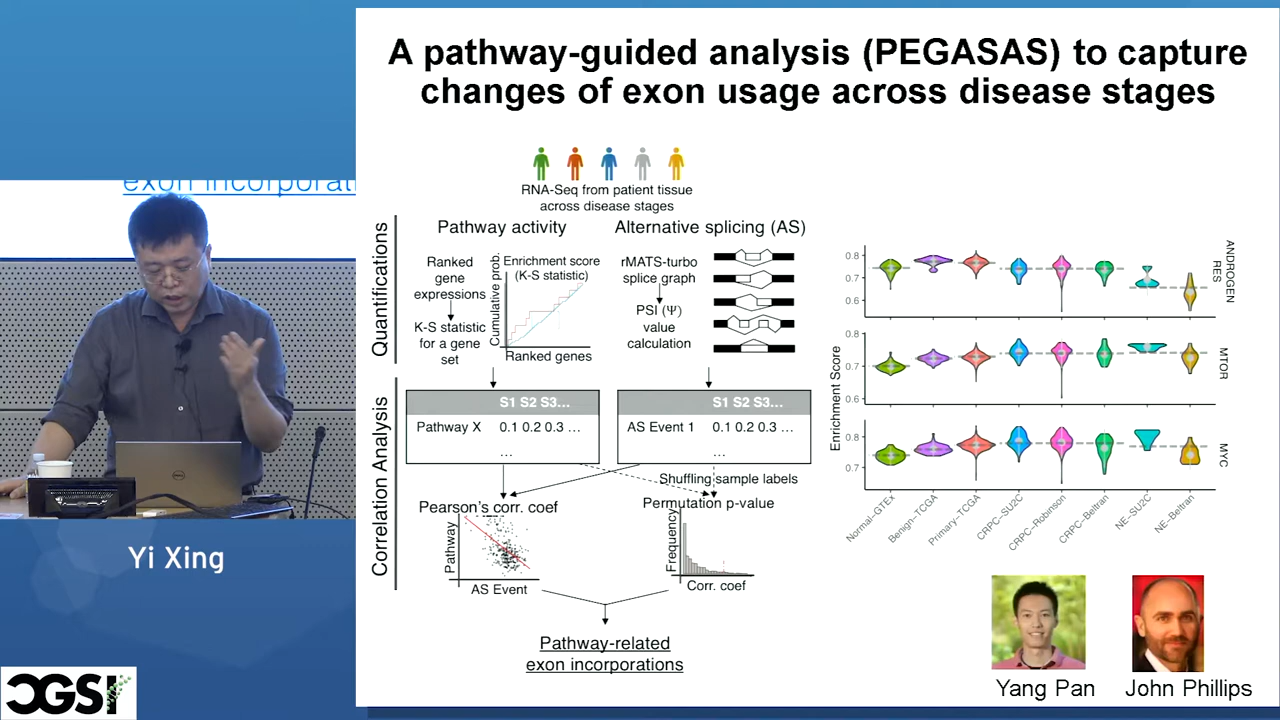 A pathway-guided analysis (PEGASAS) to capture
changes of exon usage across disease stages
exon incorporati
RNA-Seq from patient tissue
across disease stages
Quantifications
Pathway activity
Alternative splicing (AS)
Ranked
gene
expressions
K-S statistic
for a gene
set
Cumulative prob.
Enrichment score
(K-S statistic)
Ranked genes
rMATS-turbo
splice graph
PSI (Ψ)
value
calculation
Correlation Analysis
S1 S2 S3...
Pathway X 0.1 0.2 0.3 ...
...
S1 S2 S3...
AS Event 1 0.1 0.2 0.3 ...
...
Shuffling sample labels
Pearson's corr. coef
Permutation p-value
Pathway
AS Event
Frequency
Corr. coef
Pathway-related
exon incorporations
Enrichment Score
0.8
0.7
0.6
ANDROGEN
RES
0.8
0.7
0.6
MTOR
0.8
0.7
MYC
Normal-GTEx
Benign-TCGA
Primary-TCGA
CRPC-SU2C
CRPC-Robinson
CRPC-Beltran
NE-SU2C
NE-Beltran
Yang Pan
John Phillips
Yi Xing
DELL
CGSI